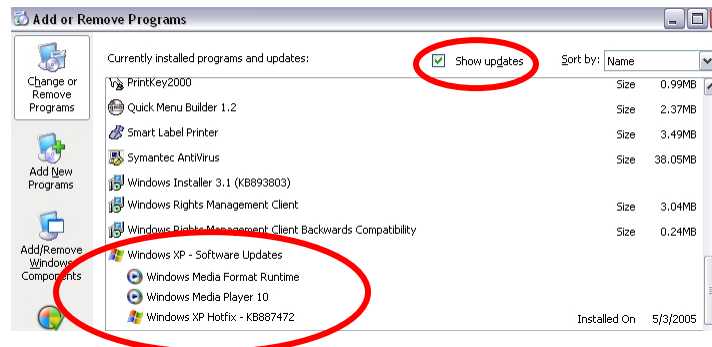 Add or Remove Programs
Currently installed programs and updates:
Show updates
Sort by: Name
Change or
Remove
Programs
PrintKey2000 Size 0.99MB
Quick Menu Builder 1.2 Size 2.37MB
Smart Label Printer Size 3.49MB
Add New
Programs
Symantec AntiVirus Size 38.05MB
Windows Installer 3.1 (KB893803)
Windows Rights Management Client Size 3.04MB
Windows Rights Management Client Backwards Compatibility Size 0.24MB
Add/Remove
Windows
Components
Windows XP - Software Updates
Windows Media Format Runtime
Windows Media Player 10
Windows XP Hotfix - KB887472 Installed On 5/3/2005